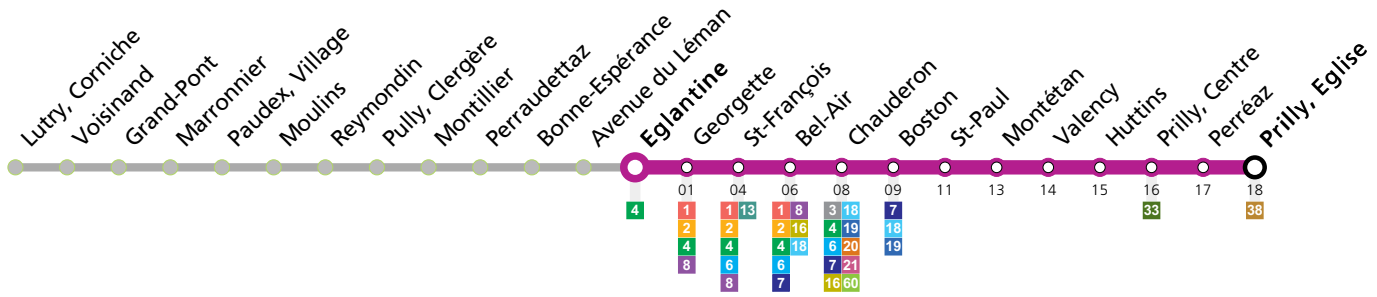 Lutry, Corniche
Voisinand
Grand-Pont
Marronnier
Paudex, Village
Moulins
Reymondin
Pully, Clergère
Montillier
Perraudettaz
Bonne-Espérance
Avenue du Léman
Eglantine
Georgette
St-François
Bel-Air
Chauderon
Boston
St-Paul
Montétan
Valency
Huttins
Prilly, Centre
Perréaz
Prilly, Eglise
01 04 06 08 09 11 13 14 15 16 17 18
4 1 1 13 1 8 3 18 7 33 38
2 2 2 16 4 19 18
4 4 4 18 6 20 19
8 6 6 7 21
8 7 16 60